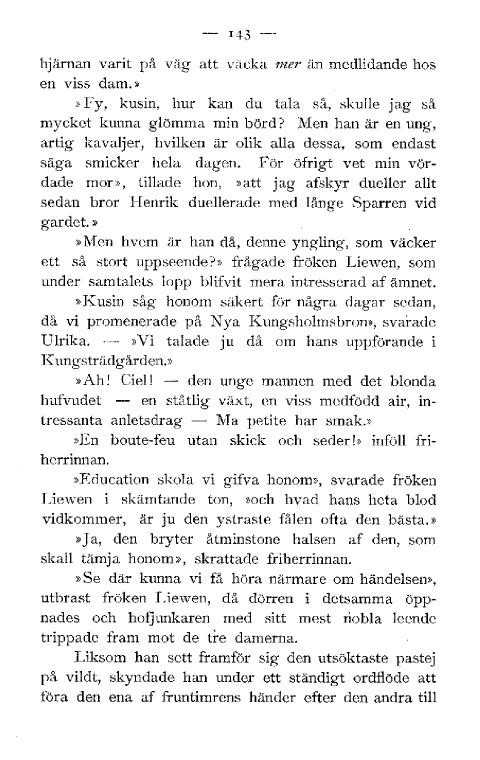 — 143 —
hjärnan varit på väg att väcka mer än medlidande hos
en viss dam.»
»Fy, kusin, hur kan du tala så, skulle jag så
mycket kunna glömma min börd? Men han är en ung,
artig kavaljer, hvilken är olik alla dessa, som endast
säga smicker hela dagen. För öfrigt vet min vör-
dade mor», tillade hon, »att jag afskyr dueller allt
sedan bror Henrik duellerade med långe Sparren vid
gardet.»
»Men hvem är han då, denne yngling, som väcker
ett så stort uppseende?» frågade fröken Liewen, som
under samtalets lopp blifvit mera intresserad af ämnet.
»Kusin såg honom säkert för några dagar sedan,
då vi promenerade på Nya Kungsholmsbron», svarade
Ulrika. — »Vi talade ju då om hans uppförande i
Kungsträdgården.»
»Ah! Ciel! — den unge mannen med det blonda
hufvudet — en ståtlig växt, en viss medfödd air, in-
tressanta anletsdrag — Ma petite har smak.»
»En boute-feu utan skick och seder!» inföll fri-
herrinnan.
»Education skola vi gifva honom», svarade fröken
Liewen i skämtande ton, »och hvad hans heta blod
vidkommer, är ju den ystraste fålen ofta den bästa.»
»Ja, den bryter åtminstone halsen af den, som
skall tämja honom», skrattade friherrinnan.
»Se där kunna vi få höra närmare om händelsen»,
utbrast fröken Liewen, då dörren i detsamma öpp-
nades och hofjunkaren med sitt mest nobla leende
trippade fram mot de tre damerna.
Liksom han sett framför sig den utsöktaste pastej
på vildt, skyndade han under ett ständigt ordflöde att
föra den ena af fruntimrens händer efter den andra till